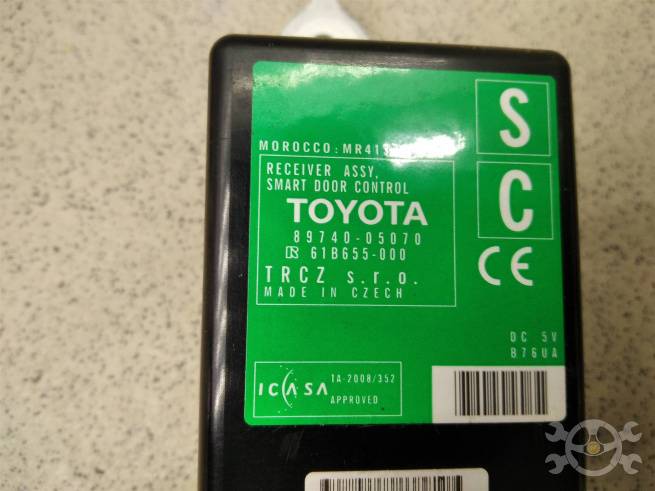 S
MOROCCO: MR41
RECEIVER ASSY,
SMART DOOR CONTROL
TOYOTA
89740-05070
R 61B655-000
TRCZ s.r.o.
MADE IN CZECH
C
CE
DC 5V
B76UA
ICASA
TA-2008/352
APPROVED